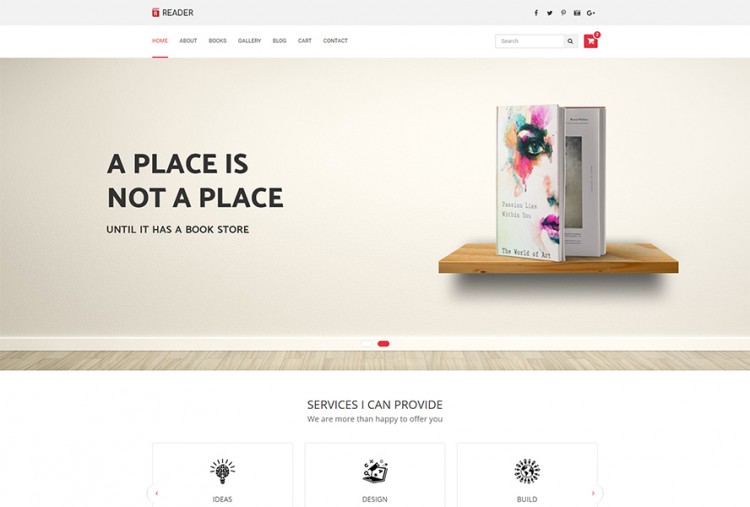 READER
HOME ABOUT BOOKS GALLERY BLOG CART CONTACT
Search
A PLACE IS
NOT A PLACE
UNTIL IT HAS A BOOK STORE
Passion Lies
Within You
The World of Art
SERVICES I CAN PROVIDE
We are more than happy to offer you
IDEAS DESIGN BUILD